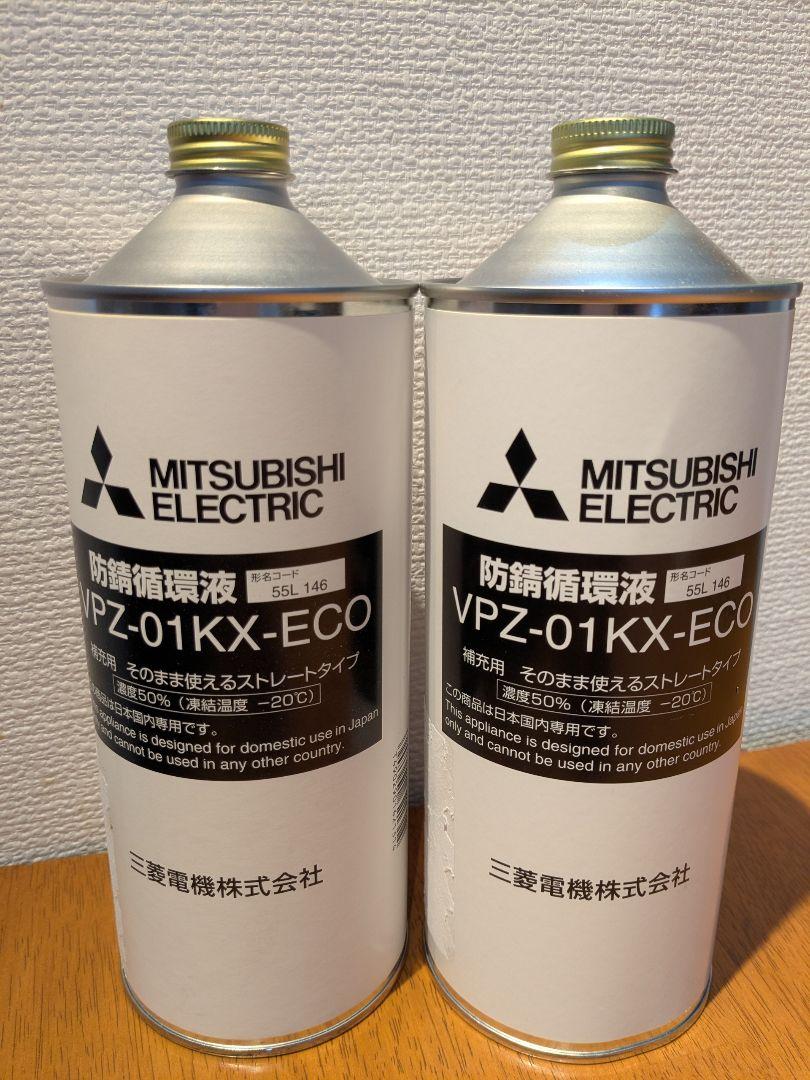 MITSUBISHI
ELECTRIC
防錆循環液
形名コード
55L 146
VPZ-01KX-ECO
補充用 そのまま使えるストレートタイプ
濃度50%(凍結温度 -20℃)
の商品は日本国内専用です。
This appliance is designed for domestic use in Japan
and cannot be used in any other country.
三菱電機株式会社
MITSUBISHI
ELECTRIC
防錆循環液
形名コード
55L 146
VPZ-01KX-ECO
補充用 そのまま使えるストレートタイプ
濃度50%(凍結温度 -20℃)
この商品は日本国内専用です。
This appliance is designed for domestic use in Japan
only and cannot be used in any other country.
三菱電機株式会社